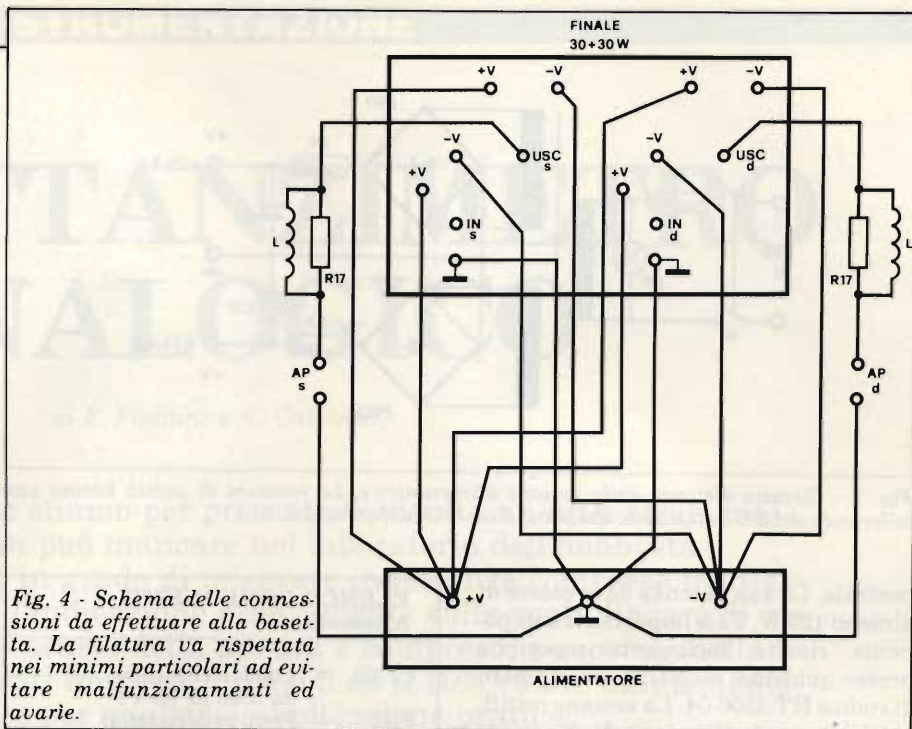 FINALE
30+30 W
+V -V +V -V
-V USC s -V USC d
+V +V
IN s IN d
L R17 R17 L
AP s AP d
+V
ALIMENTATORE
Fig. 4 - Schema delle connes-
sioni da effettuare alla baset-
ta. La filatura va rispettata
nei minimi particolari ad evi-
tare malfunzionamenti ed
avarie.